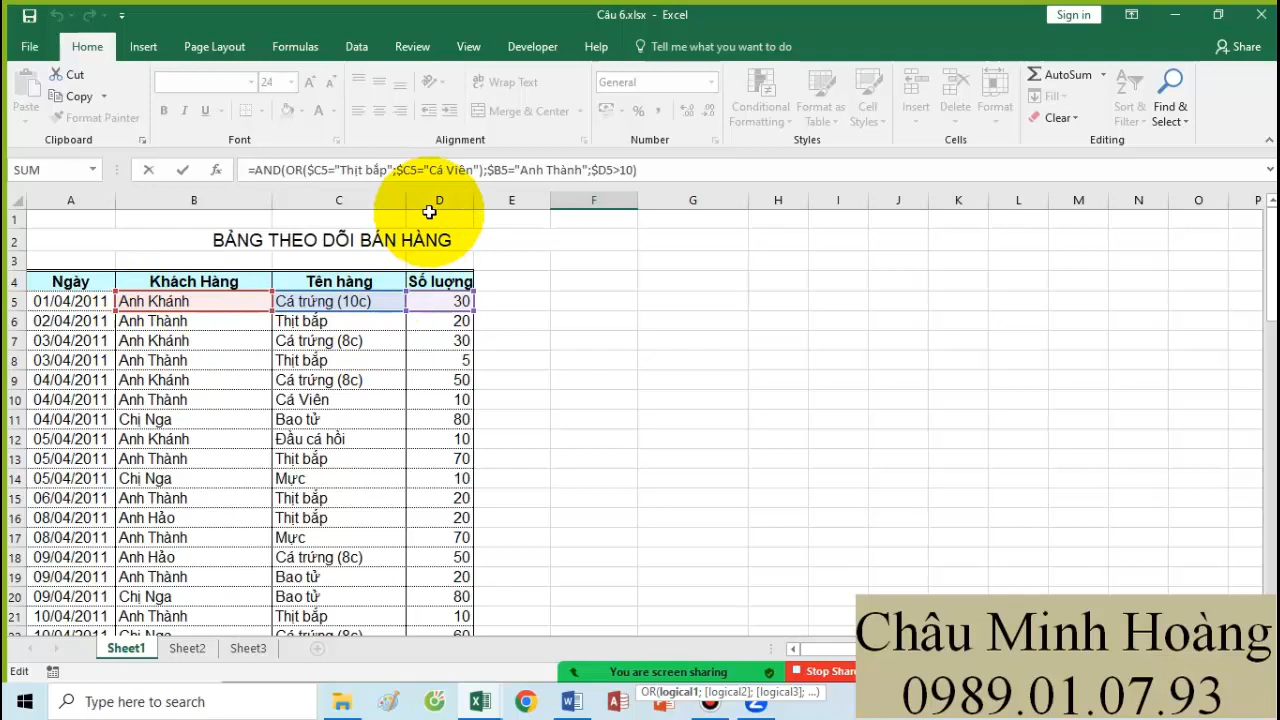 Câu 6.xlsx - Excel
Sign in
File Home Insert Page Layout Formulas Data Review View Developer Help Tell me what you want to do Share
Paste Cut Copy Format Painter
24
B I U
Wrap Text
Merge & Center
General
Conditional Formatting Format as Table Cell Styles
Insert Delete Format
AutoSum Fill Clear
Sort & Filter Find & Select
Clipboard Font Alignment Number Styles Cells Editing
SUM =AND(OR($C5="Thịt bắp";$C5="Cá Viên");$B5="Anh Thành";$D5>10)
A B C D E F G H I J K L M N O P
1
2 BẢNG THEO DÕI BÁN HÀNG
3
4 Ngày Khách Hàng Tên hàng Số lượng
5 01/04/2011 Anh Khánh Cá trứng (10c) 30
6 02/04/2011 Anh Thành Thịt bắp 20
7 03/04/2011 Anh Khánh Cá trứng (8c) 30
8 03/04/2011 Anh Thành Thịt bắp 5
9 04/04/2011 Anh Khánh Cá trứng (8c) 50
10 04/04/2011 Anh Thành Cá Viên 10
11 04/04/2011 Chị Nga Bao tử 80
12 05/04/2011 Anh Khánh Đầu cá hồi 10
13 05/04/2011 Anh Thành Thịt bắp 70
14 05/04/2011 Chị Nga Mực 10
15 06/04/2011 Anh Thành Thịt bắp 20
16 08/04/2011 Anh Hảo Thịt bắp 20
17 08/04/2011 Anh Thành Mực 70
18 09/04/2011 Anh Hảo Cá trứng (8c) 50
19 09/04/2011 Anh Thành Bao tử 20
20 09/04/2011 Chị Nga Bao tử 80
21 10/04/2011 Anh Thành Thịt bắp 10
22 10/04/2011 Chị Nga Cá trứng (8c) 60
Sheet1 Sheet2 Sheet3
Edit
You are screen sharing Stop Share
OR(logical1; [logical2]; [logical3]; ...)
Type here to search
Châu Minh Hoàng
0989.01.07.93